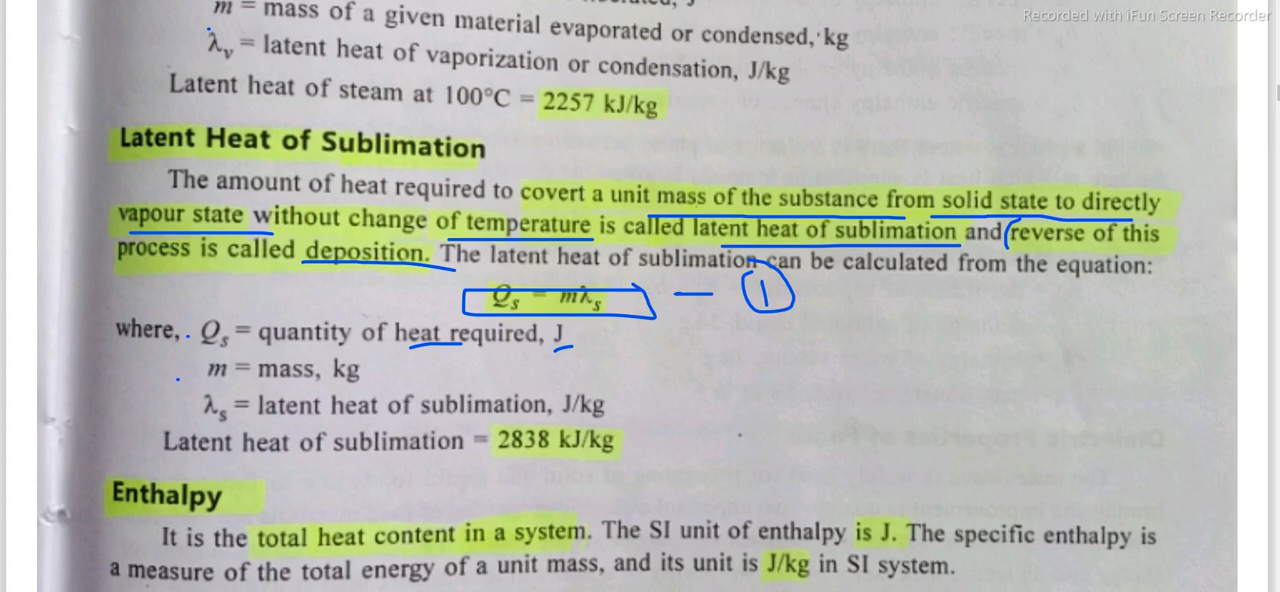 Recorded with iFun Screen Recorder
m = mass of a given material evaporated or condensed, kg
λv = latent heat of vaporization or condensation, J/kg
Latent heat of steam at 100°C = 2257 kJ/kg
Latent Heat of Sublimation
The amount of heat required to covert a unit mass of the substance from solid state to directly
vapour state without change of temperature is called latent heat of sublimation and reverse of this
process is called deposition. The latent heat of sublimation can be calculated from the equation:
Qs = mλs — 1
where, Qs = quantity of heat required, J
m = mass, kg
λs = latent heat of sublimation, J/kg
Latent heat of sublimation = 2838 kJ/kg
Enthalpy
It is the total heat content in a system. The SI unit of enthalpy is J. The specific enthalpy is
a measure of the total energy of a unit mass, and its unit is J/kg in SI system.